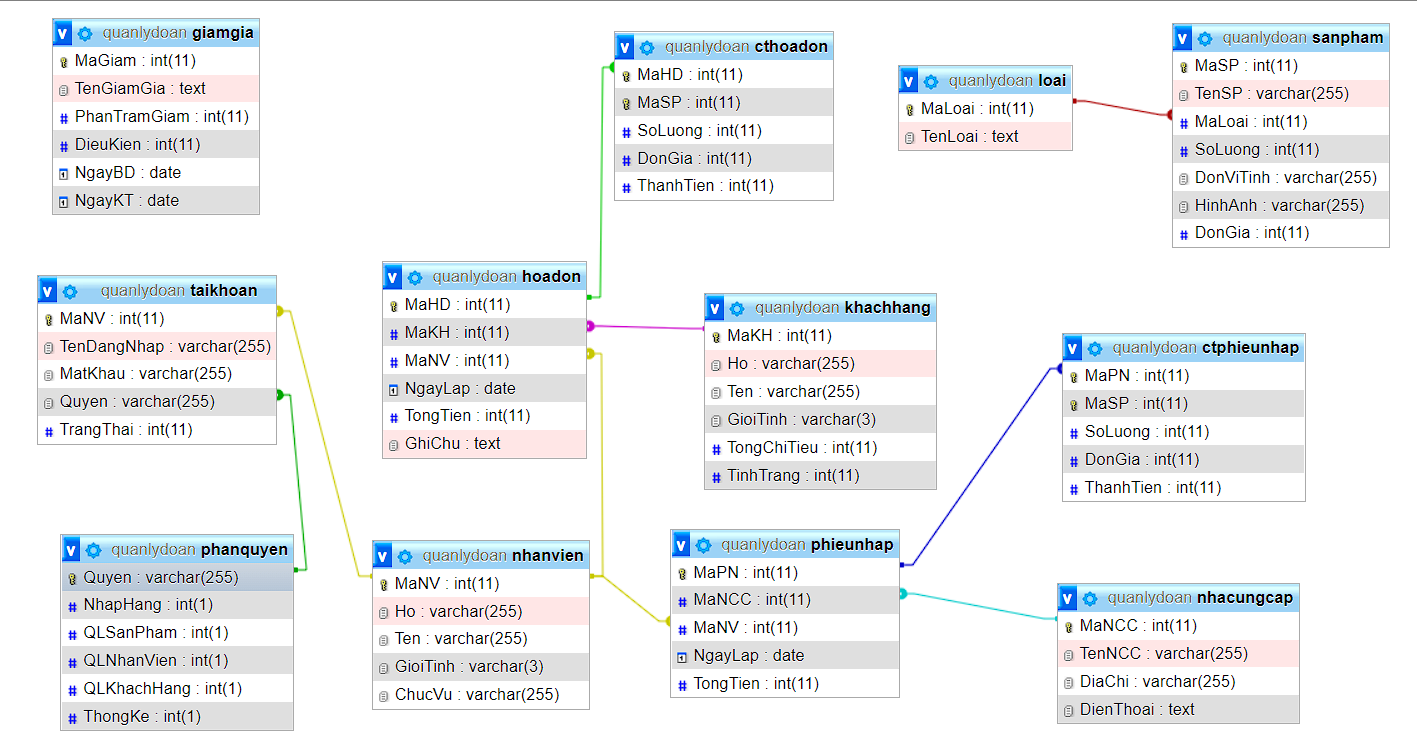 quanlydoan giamgia
MaGiam : int(11)
TenGiamGia : text
PhanTramGiam : int(11)
DieuKien : int(11)
NgayBD : date
NgayKT : date
quanlydoan cthoadon
MaHD : int(11)
MaSP : int(11)
SoLuong : int(11)
DonGia : int(11)
ThanhTien : int(11)
quanlydoan loai
MaLoai : int(11)
TenLoai : text
quanlydoan sanpham
MaSP : int(11)
TenSP : varchar(255)
MaLoai : int(11)
SoLuong : int(11)
DonViTinh : varchar(255)
HinhAnh : varchar(255)
DonGia : int(11)
quanlydoan taikhoan
MaNV : int(11)
TenDangNhap : varchar(255)
MatKhau : varchar(255)
Quyen : varchar(255)
TrangThai : int(11)
quanlydoan hoadon
MaHD : int(11)
MaKH : int(11)
MaNV : int(11)
NgayLap : date
TongTien : int(11)
GhiChu : text
quanlydoan khachhang
MaKH : int(11)
Ho : varchar(255)
Ten : varchar(255)
GioiTinh : varchar(3)
TongChiTieu : int(11)
TinhTrang : int(11)
quanlydoan ctphieunhap
MaPN : int(11)
MaSP : int(11)
SoLuong : int(11)
DonGia : int(11)
ThanhTien : int(11)
quanlydoan phanquyen
Quyen : varchar(255)
NhapHang : int(1)
QLSanPham : int(1)
QLNhanVien : int(1)
QLKhachHang : int(1)
ThongKe : int(1)
quanlydoan nhanvien
MaNV : int(11)
Ho : varchar(255)
Ten : varchar(255)
GioiTinh : varchar(3)
ChucVu : varchar(255)
quanlydoan phieunhap
MaPN : int(11)
MaNCC : int(11)
MaNV : int(11)
NgayLap : date
TongTien : int(11)
quanlydoan nhacungcap
MaNCC : int(11)
TenNCC : varchar(255)
DiaChi : varchar(255)
DienThoai : text